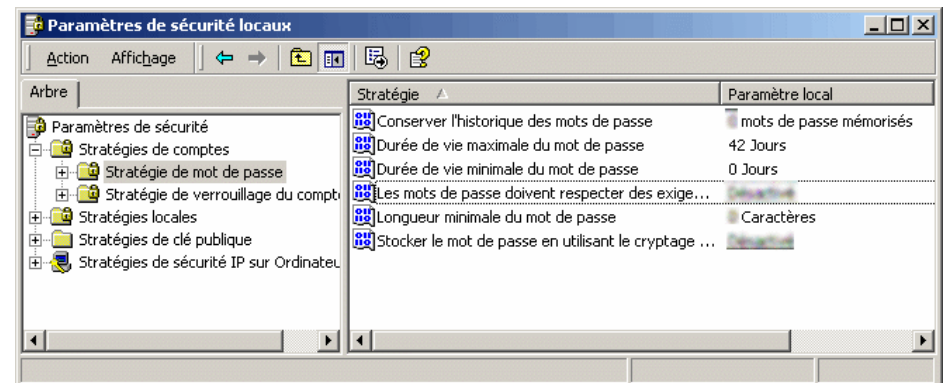 Paramètres de sécurité locaux
Action Affichage
Arbre
Stratégie Paramètre local
Paramètres de sécurité
Stratégies de comptes
Stratégie de mot de passe
Stratégie de verrouillage du compt
Stratégies locales
Stratégies de clé publique
Stratégies de sécurité IP sur Ordinateu
Conserver l'historique des mots de passe mots de passe mémorisés
Durée de vie maximale du mot de passe 42 Jours
Durée de vie minimale du mot de passe 0 Jours
Les mots de passe doivent respecter des exige...
Longueur minimale du mot de passe Caractères
Stocker le mot de passe en utilisant le cryptage ...